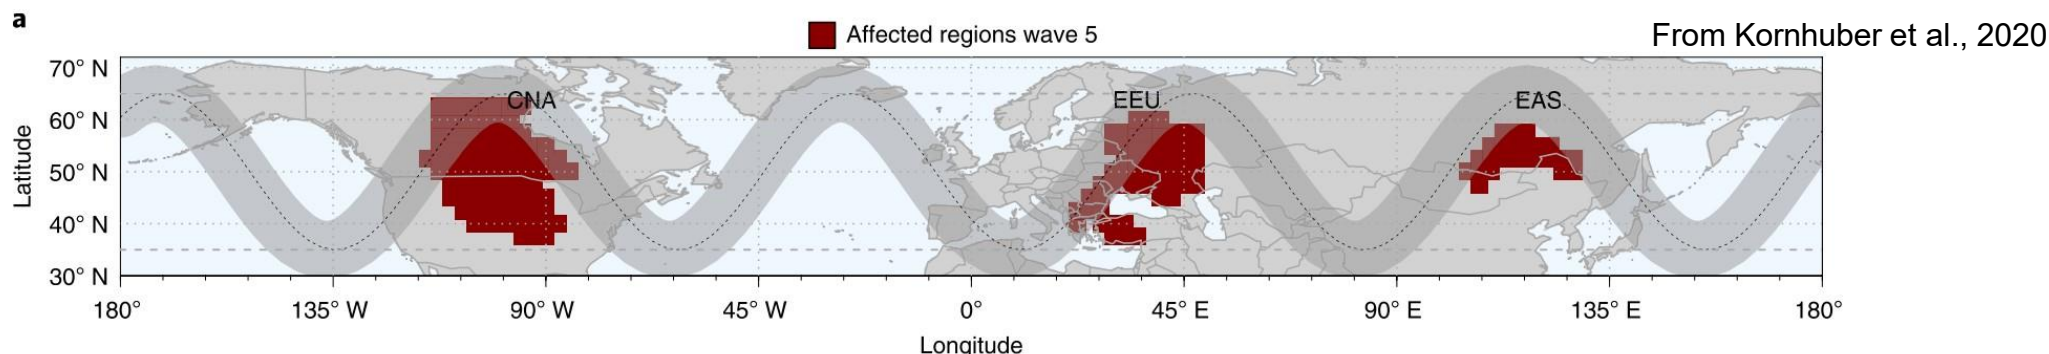 a
Affected regions wave 5
From Kornhuber et al., 2020
70° N
60° N
50° N
40° N
30° N
Latitude
CNA
EEU
EAS
180°
135° W
90° W
45° W
0°
45° E
90° E
135° E
180°
Longitude